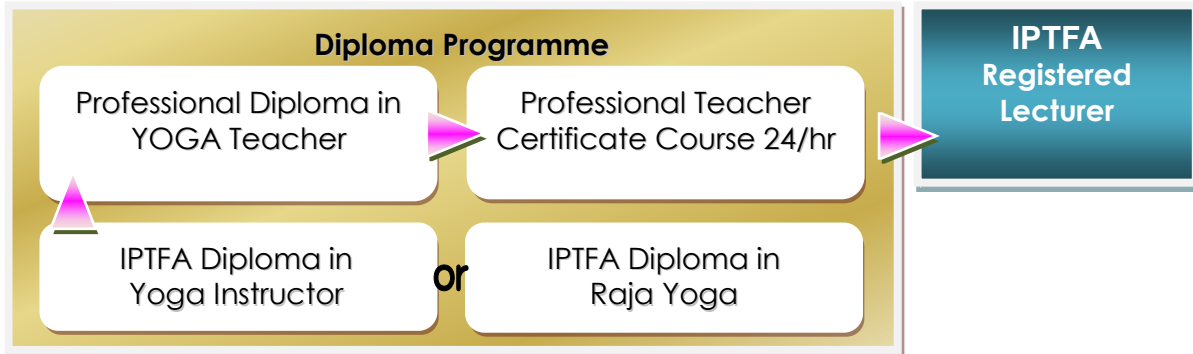 Diploma Programme
Professional Diploma in
YOGA Teacher
Professional Teacher
Certificate Course 24/hr
IPTFA
Registered
Lecturer
IPTFA Diploma in
Yoga Instructor
or
IPTFA Diploma in
Raja Yoga